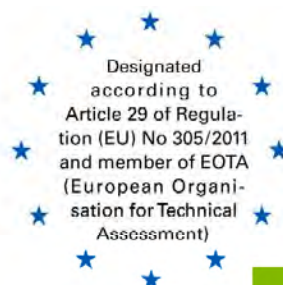 Designated
according to
Article 29 of Regula-
tion (EU) No 305/2011
and member of EOTA
(European Organi-
sation for Technical
Assessment)